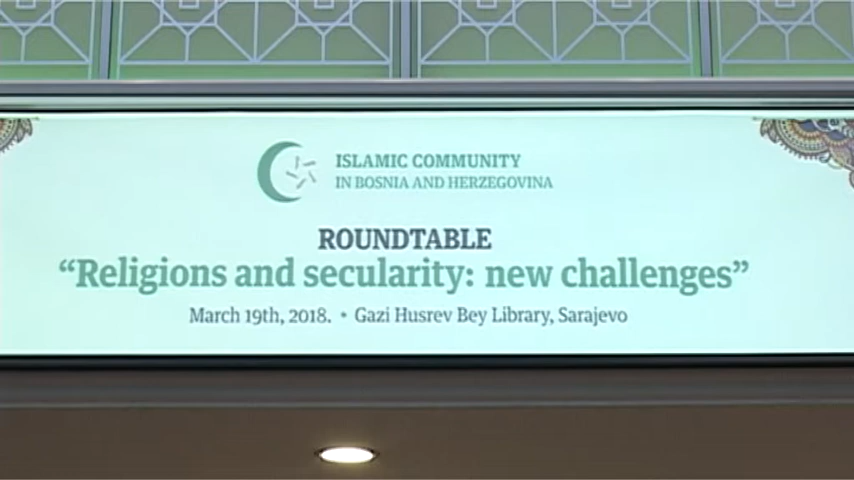 ISLAMIC COMMUNITY
IN BOSNIA AND HERZEGOVINA
ROUNDTABLE
“Religions and secularity: new challenges”
March 19th, 2018. • Gazi Husrev Bey Library, Sarajevo